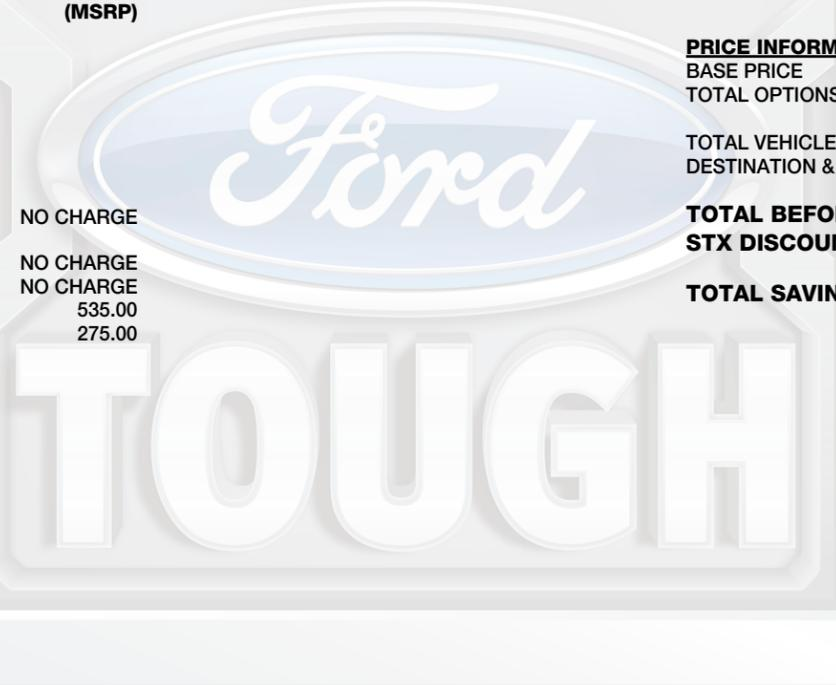 (MSRP)
NO CHARGE
NO CHARGE
NO CHARGE
535.00
275.00
PRICE INFORM
BASE PRICE
TOTAL OPTIONS
TOTAL VEHICLE
DESTINATION &
TOTAL BEFO
STX DISCOU
TOTAL SAVIN
Ford
TOUGH